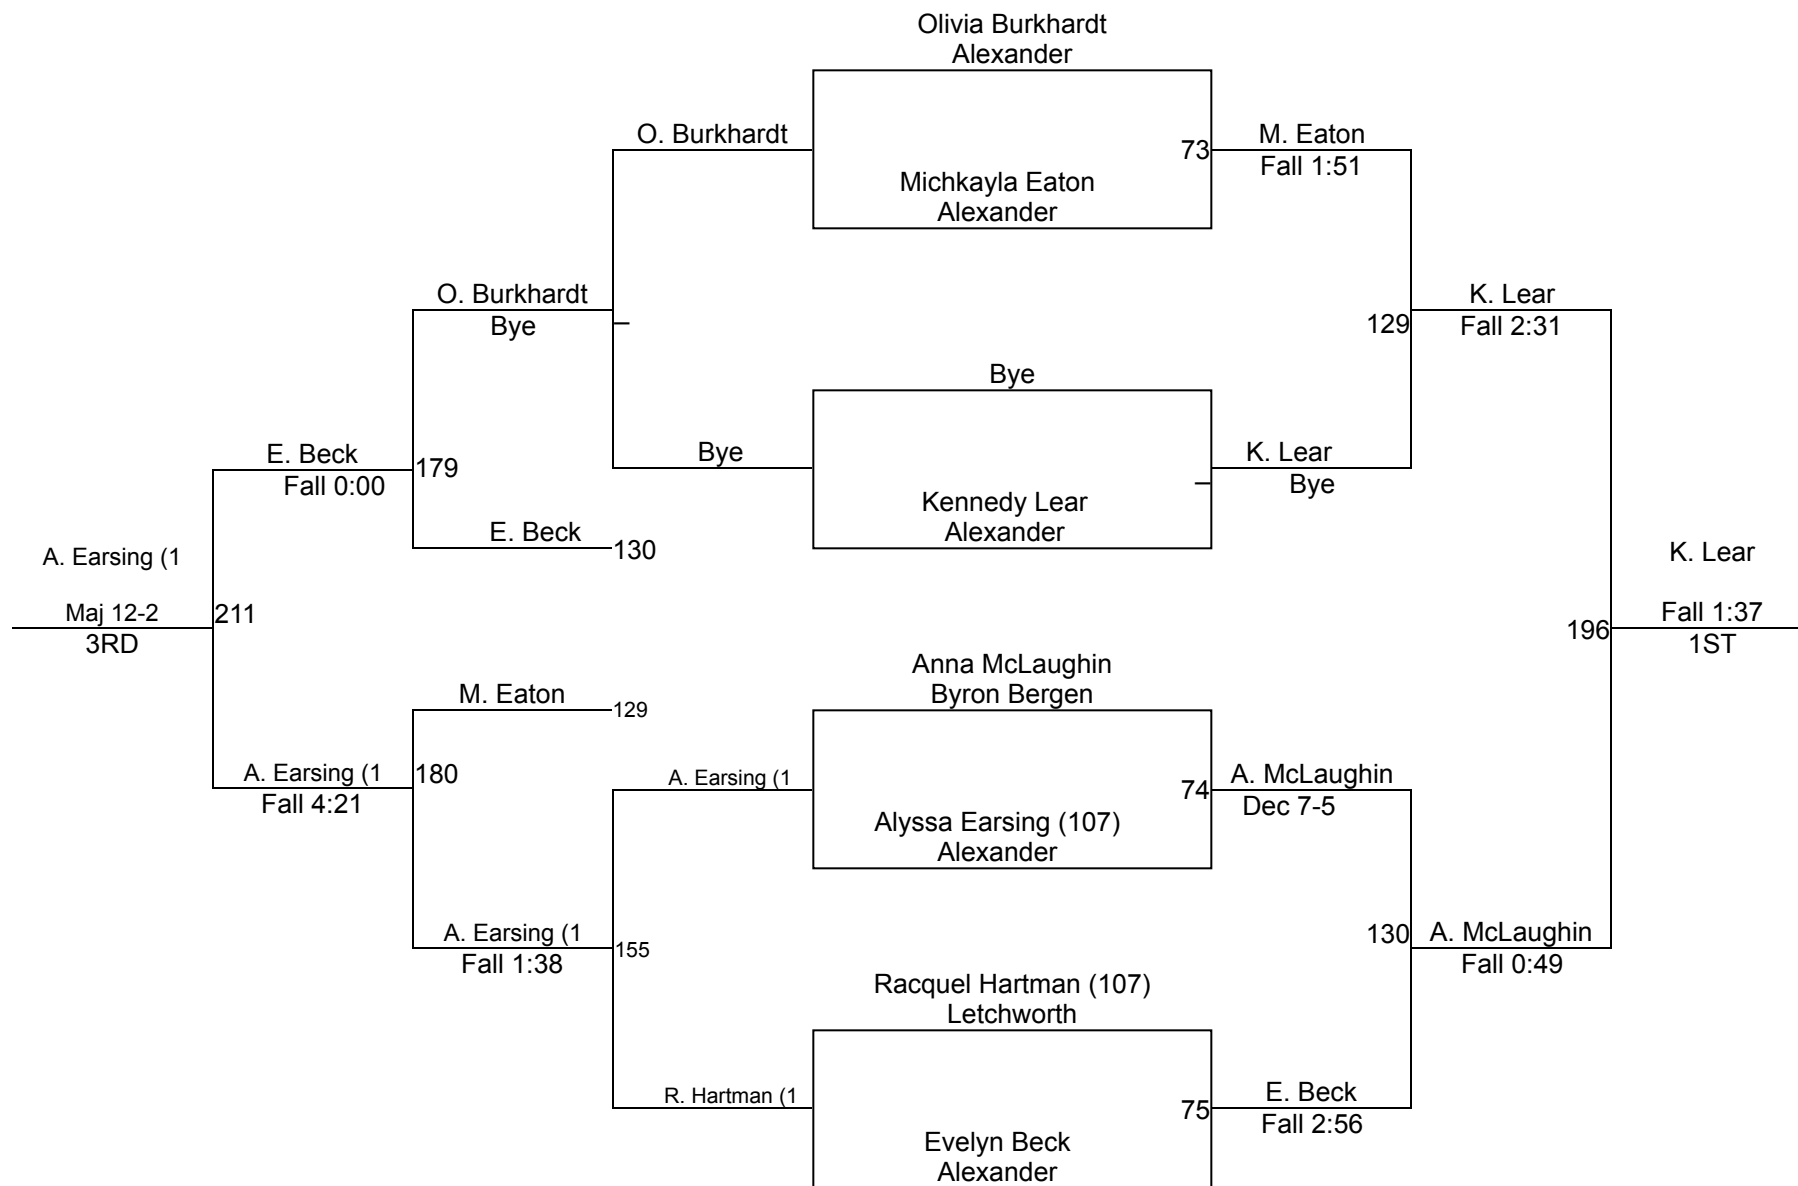 Olivia Burkhardt
Alexander
O. Burkhardt
73
M. Eaton
Fall 1:51
Michkayla Eaton
Alexander
O. Burkhardt
Bye
129
K. Lear
Fall 2:31
Bye
E. Beck
Fall 0:00
179
Bye
K. Lear
Bye
Kennedy Lear
Alexander
E. Beck
130
A. Earsing (1
Maj 12-2
3RD
211
K. Lear
Fall 1:37
1ST
196
Anna McLaughin
Byron Bergen
M. Eaton
129
A. Earsing (1
Fall 4:21
180
A. Earsing (1
74
A. McLaughin
Dec 7-5
Alyssa Earsing (107)
Alexander
A. Earsing (1
Fall 1:38
155
130
A. McLaughin
Fall 0:49
Racquel Hartman (107)
Letchworth
R. Hartman (1
75
E. Beck
Fall 2:56
Evelyn Beck
Alexander